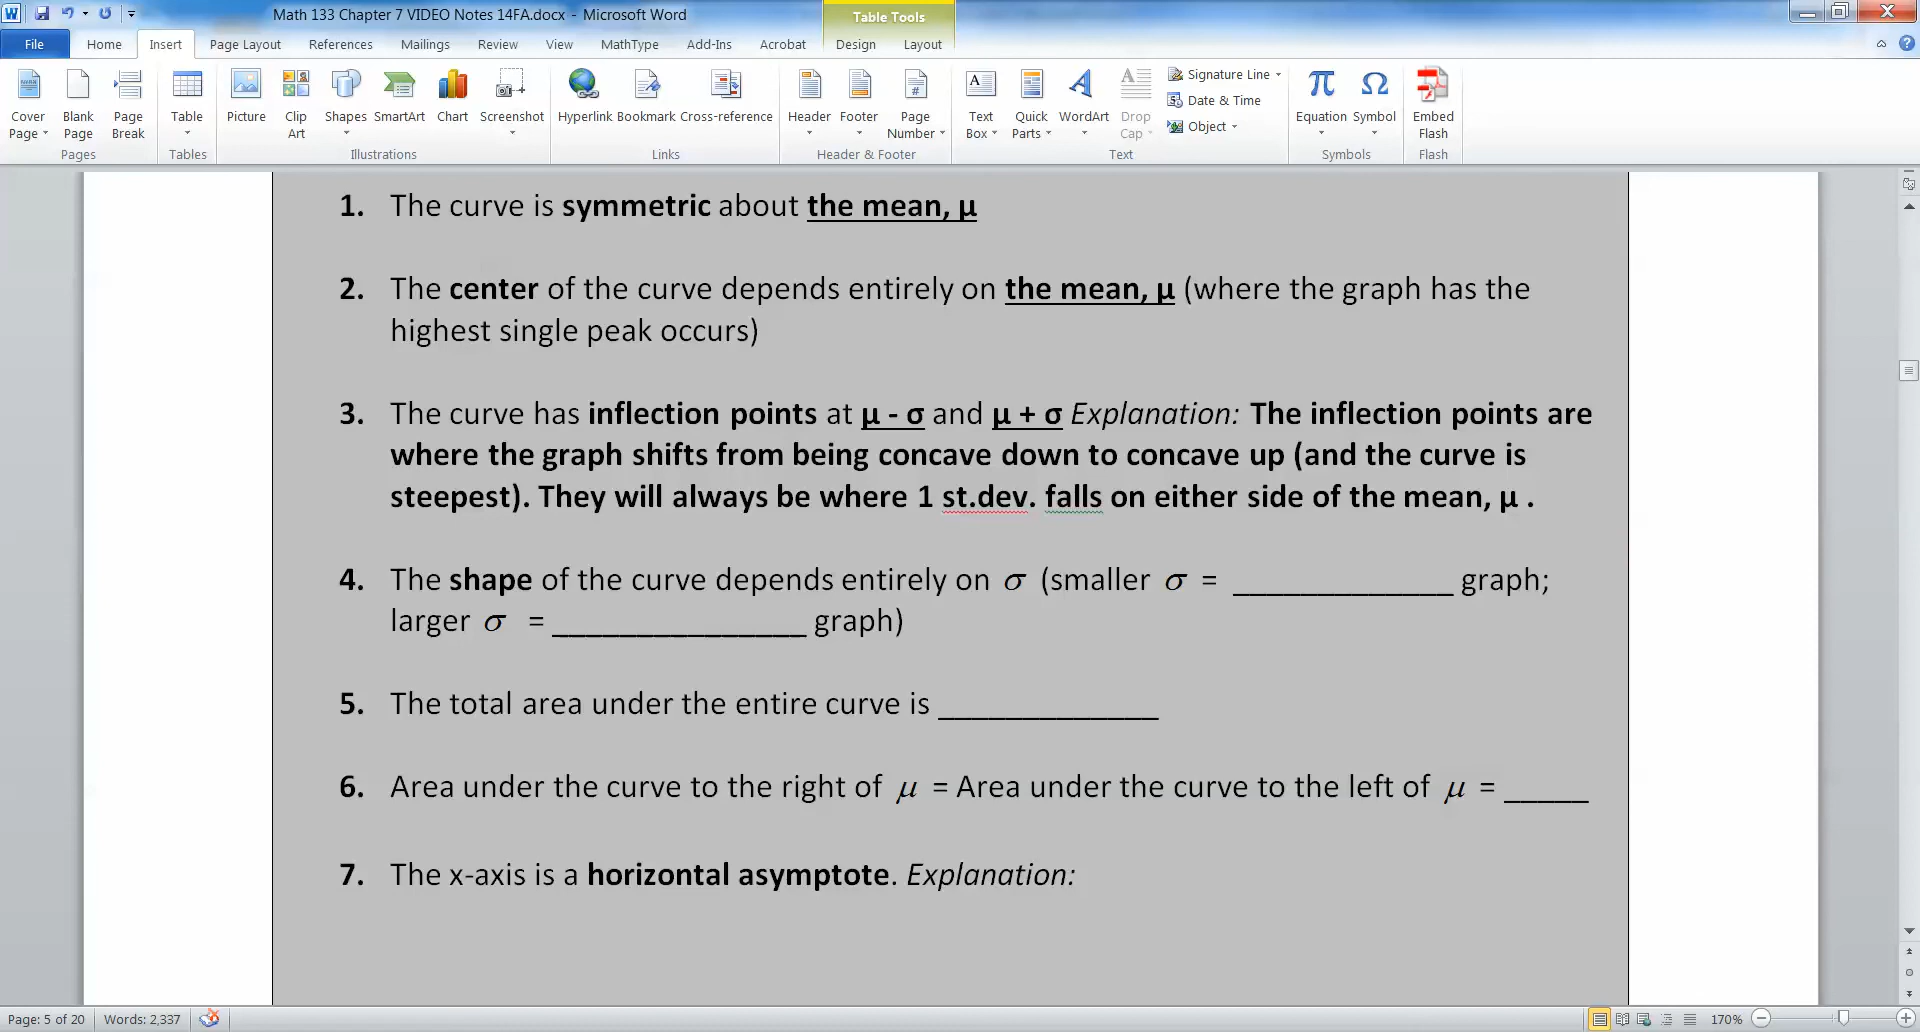 Math 133 Chapter 7 VIDEO Notes 14FA.docx - Microsoft Word
Table Tools
File Home Insert Page Layout References Mailings Review View MathType Add-Ins Acrobat Design Layout
Cover Page
Blank Page
Page Break
Table
Picture
Clip Art
Shapes
SmartArt
Chart
Screenshot
Hyperlink
Bookmark
Cross-reference
Header
Footer
Page Number
Text Box
Quick Parts
WordArt
Drop Cap
Signature Line
Date & Time
Object
Equation
Symbol
Embed Flash
Pages Tables Illustrations Links Header & Footer Text Symbols Flash
1. The curve is symmetric about the mean, μ
2. The center of the curve depends entirely on the mean, μ (where the graph has the
highest single peak occurs)
3. The curve has inflection points at μ - σ and μ + σ Explanation: The inflection points are
where the graph shifts from being concave down to concave up (and the curve is
steepest). They will always be where 1 st.dev. falls on either side of the mean, μ .
4. The shape of the curve depends entirely on σ (smaller σ = _____________ graph;
larger σ = _______________ graph)
5. The total area under the entire curve is _____________
6. Area under the curve to the right of μ = Area under the curve to the left of μ = _____
7. The x-axis is a horizontal asymptote. Explanation:
Page: 5 of 20 Words: 2,337 170%